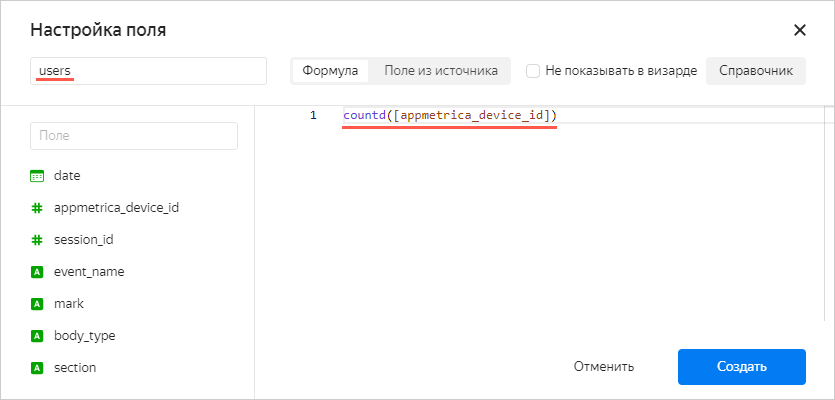 Настройка поля
users
Формула
Поле из источника
Не показывать в визарде
Справочник
Поле
1 countd([appmetrica_device_id])
date
appmetrica_device_id
session_id
event_name
mark
body_type
section
Отменить
Создать